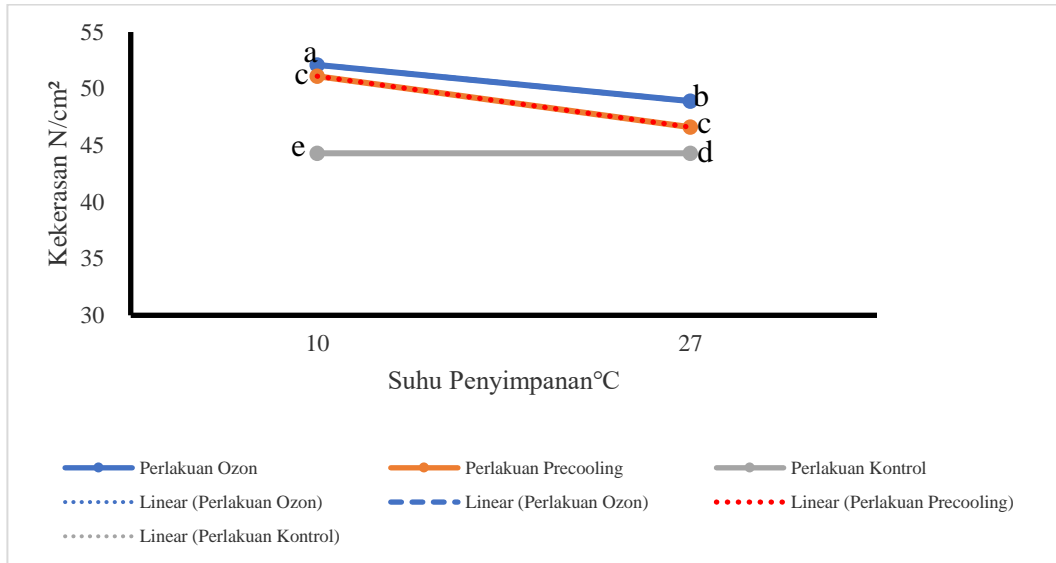 55
50
45
40
35
30
Kekerasan N/cm²
a
c
b
c
e
d
10
27
Suhu Penyimpanan°C
Perlakuan Ozon
Perlakuan Precooling
Perlakuan Kontrol
Linear (Perlakuan Ozon)
Linear (Perlakuan Ozon)
Linear (Perlakuan Precooling)
Linear (Perlakuan Kontrol)